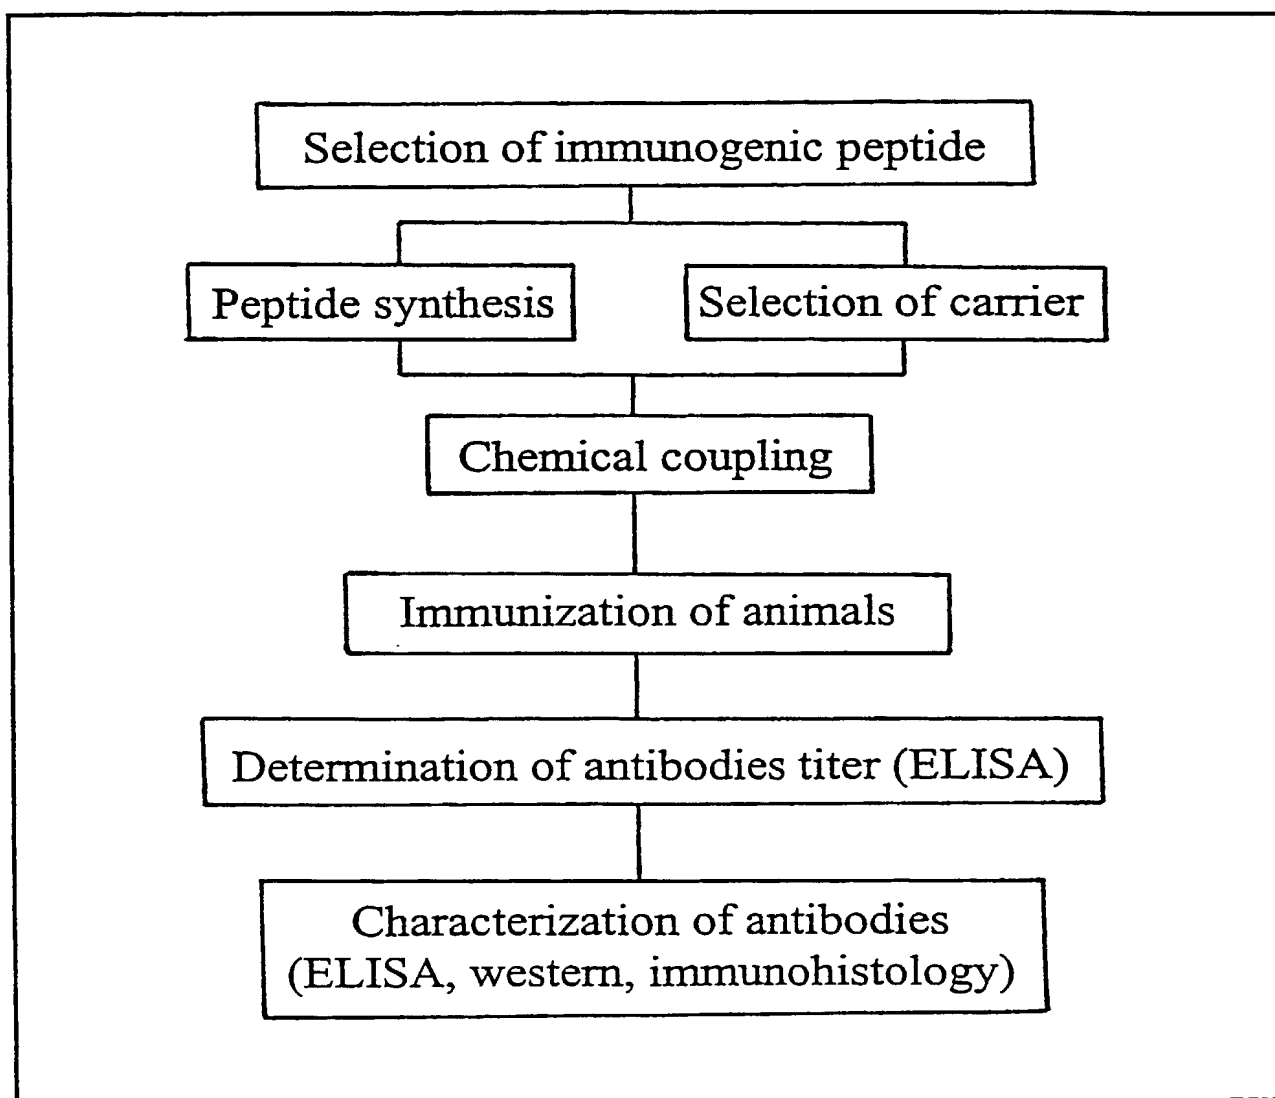 Selection of immunogenic peptide
Peptide synthesis
Selection of carrier
Chemical coupling
Immunization of animals
Determination of antibodies titer (ELISA)
Characterization of antibodies
(ELISA, western, immunohistology)